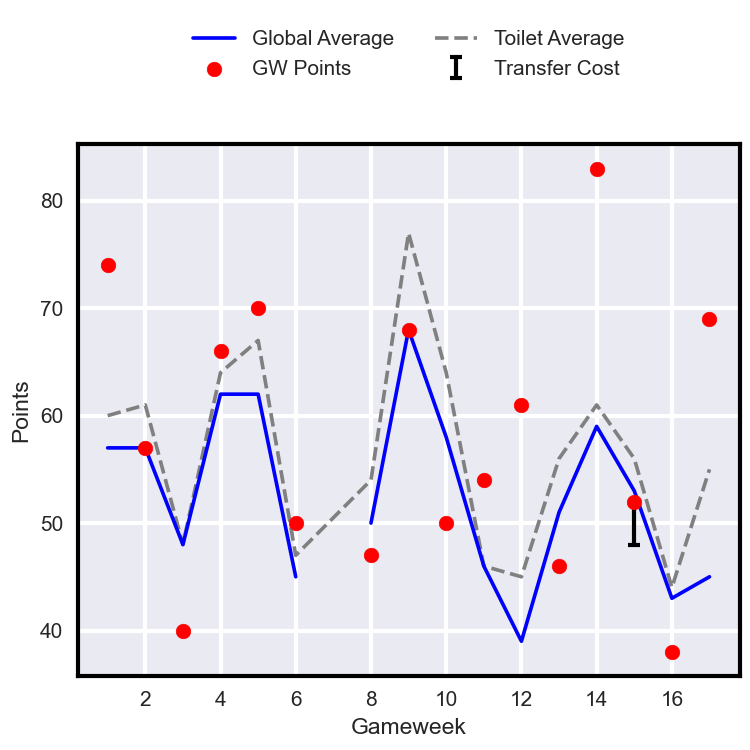 Global Average
Toilet Average
GW Points
Transfer Cost
80
70
60
50
40
Points
2 4 6 8 10 12 14 16
Gameweek